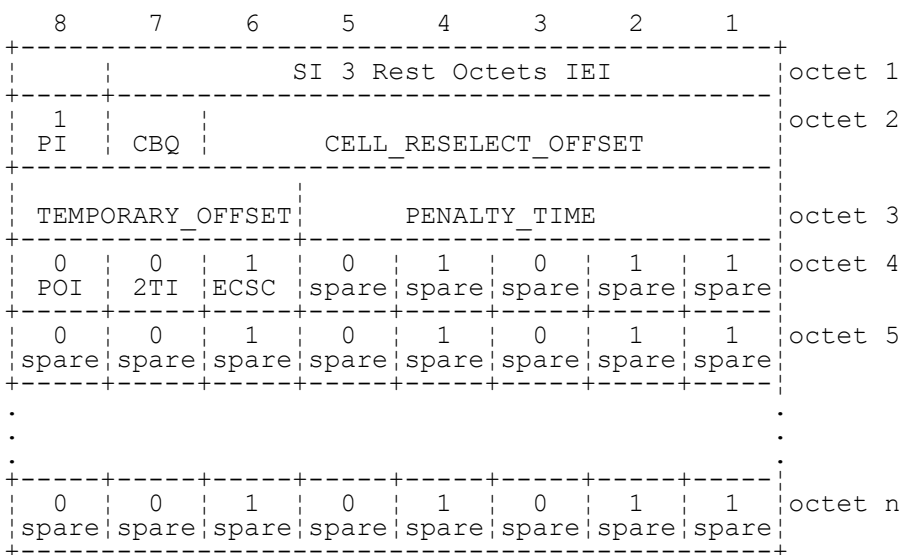 8 7 6 5 4 3 2 1
SI 3 Rest Octets IEI octet 1
1 octet 2
PI CBQ CELL_RESELECT_OFFSET
TEMPORARY_OFFSET PENALTY_TIME octet 3
0 0 1 0 1 0 1 1 octet 4
POI 2TI ECSC spare spare spare spare spare
0 0 1 0 1 0 1 1 octet 5
spare spare spare spare spare spare spare spare
. .
. .
. .
0 0 1 0 1 0 1 1 octet n
spare spare spare spare spare spare spare spare